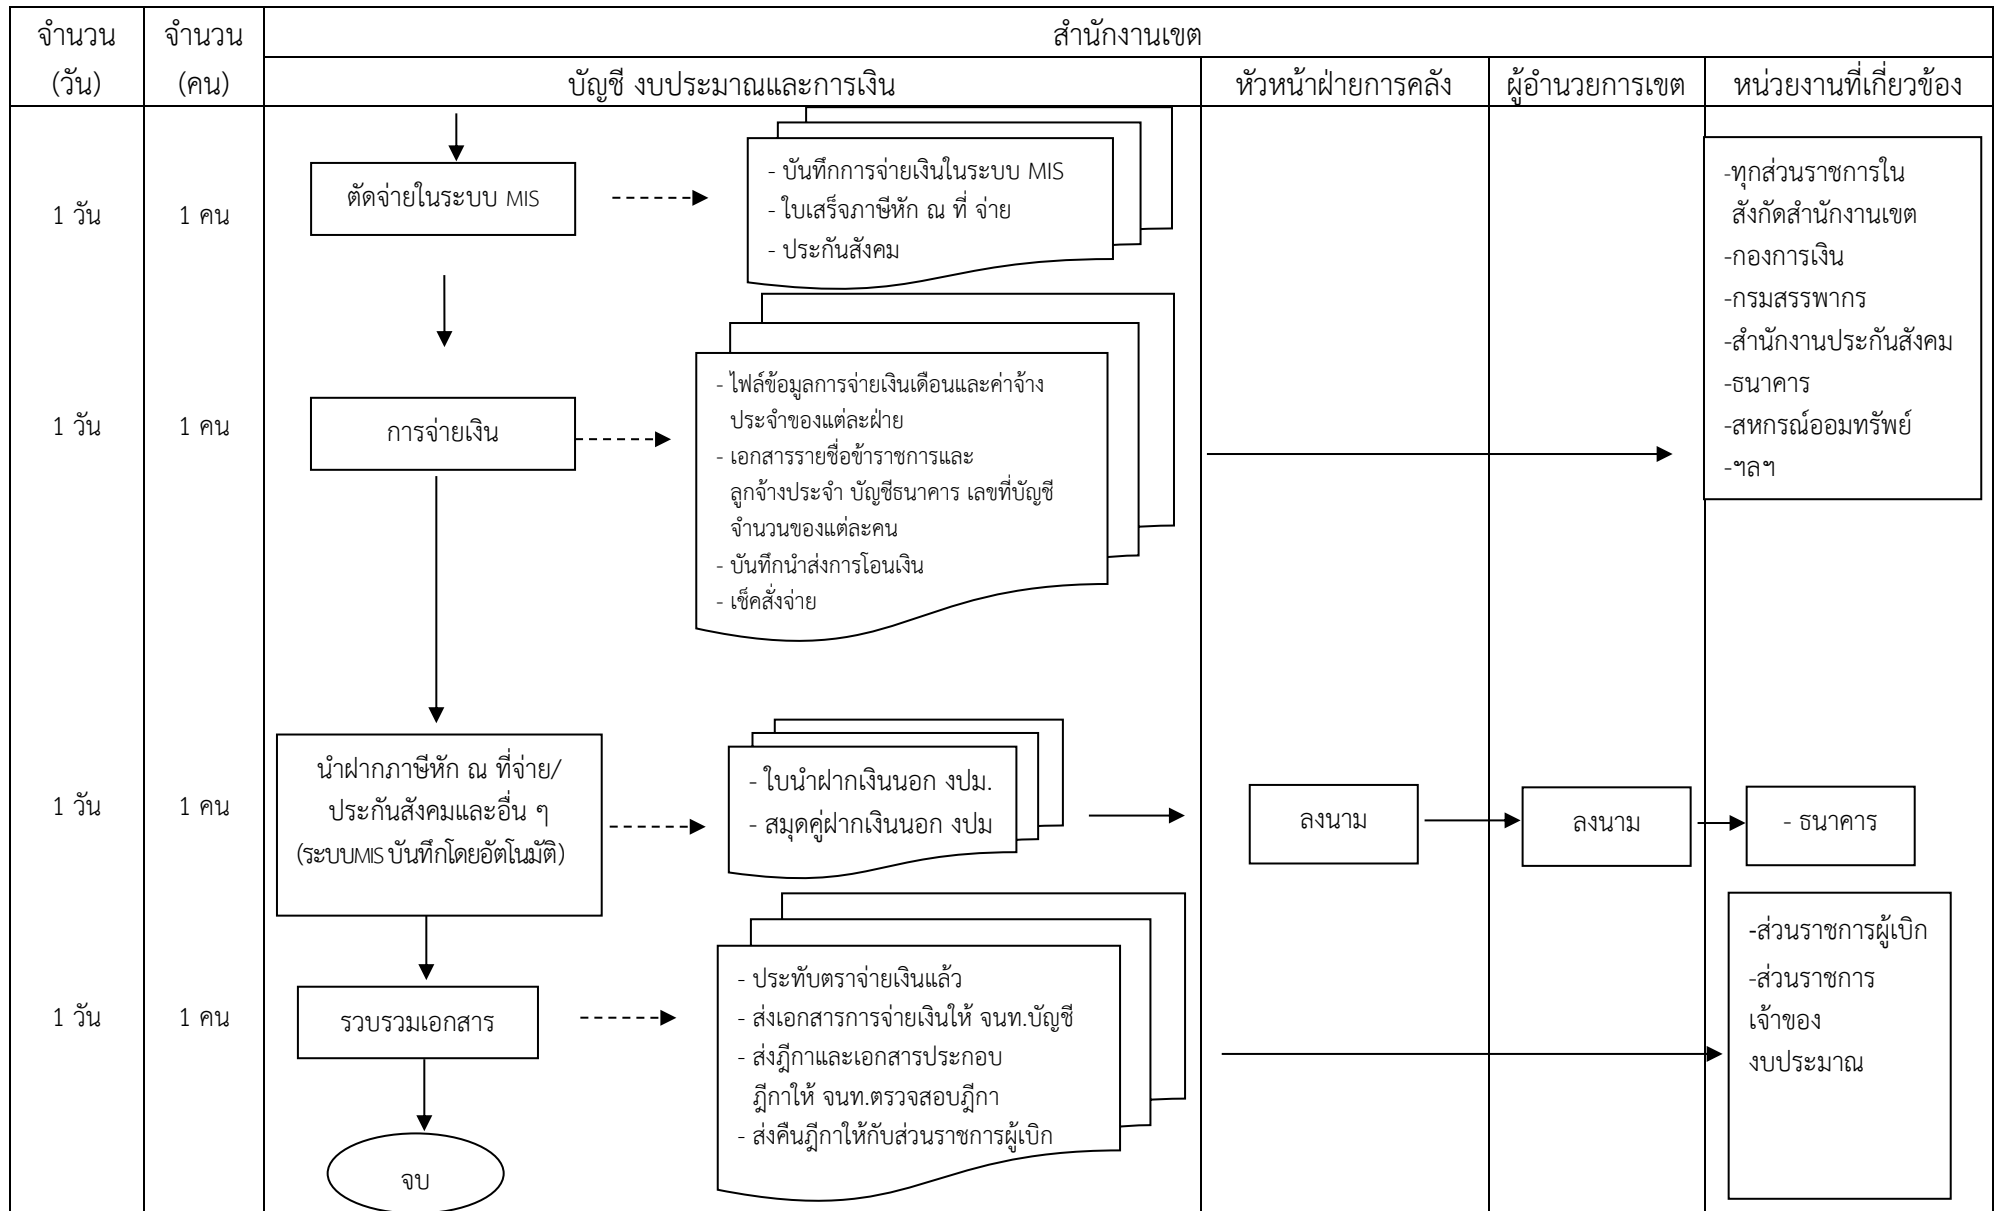 จำนวน
(วัน)
จำนวน
(คน)
สำนักงานเขต
บัญชี งบประมาณและการเงิน
หัวหน้าฝ่ายการคลัง
ผู้อำนวยการเขต
หน่วยงานที่เกี่ยวข้อง
1 วัน
1 คน
ตัดจ่ายในระบบ MIS
- บันทึกการจ่ายเงินในระบบ MIS
- ใบเสร็จภาษีหัก ณ ที่ จ่าย
- ประกันสังคม
-ทุกส่วนราชการใน
สังกัดสำนักงานเขต
-กองการเงิน
-กรมสรรพากร
-สำนักงานประกันสังคม
-ธนาคาร
-สหกรณ์ออมทรัพย์
-ฯลฯ
1 วัน
1 คน
การจ่ายเงิน
- ไฟล์ข้อมูลการจ่ายเงินเดือนและค่าจ้าง
ประจำของแต่ละฝ่าย
- เอกสารรายชื่อข้าราชการและ
ลูกจ้างประจำ บัญชีธนาคาร เลขที่บัญชี
จำนวนของแต่ละคน
- บันทึกนำส่งการโอนเงิน
- เช็คสั่งจ่าย
1 วัน
1 คน
นำฝากภาษีหัก ณ ที่จ่าย/
ประกันสังคมและอื่น ๆ
(ระบบMIS บันทึกโดยอัตโนมัติ)
- ใบนำฝากเงินนอก งปม.
- สมุดคู่ฝากเงินนอก งปม
ลงนาม
ลงนาม
- ธนาคาร
1 วัน
1 คน
รวบรวมเอกสาร
- ประทับตราจ่ายเงินแล้ว
- ส่งเอกสารการจ่ายเงินให้ จนท.บัญชี
- ส่งฎีกาและเอกสารประกอบ
ฎีกาให้ จนท.ตรวจสอบฎีกา
- ส่งคืนฎีกาให้กับส่วนราชการผู้เบิก
-ส่วนราชการผู้เบิก
-ส่วนราชการ
เจ้าของ
งบประมาณ
จบ